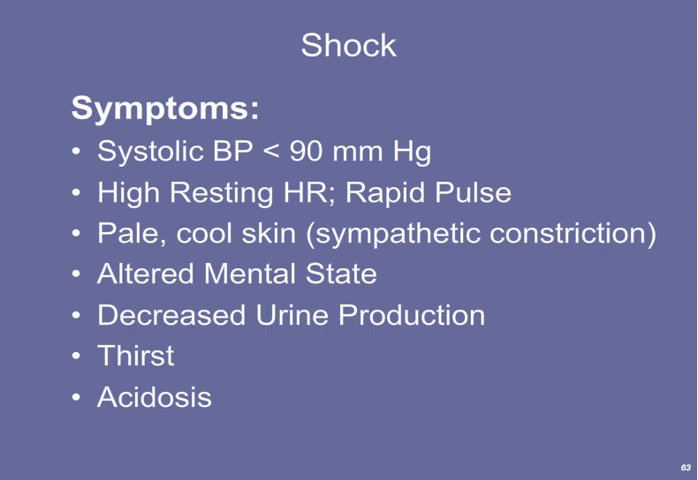 Shock
Symptoms:
• Systolic BP < 90 mm Hg
• High Resting HR; Rapid Pulse
• Pale, cool skin (sympathetic constriction)
• Altered Mental State
• Decreased Urine Production
• Thirst
• Acidosis
63